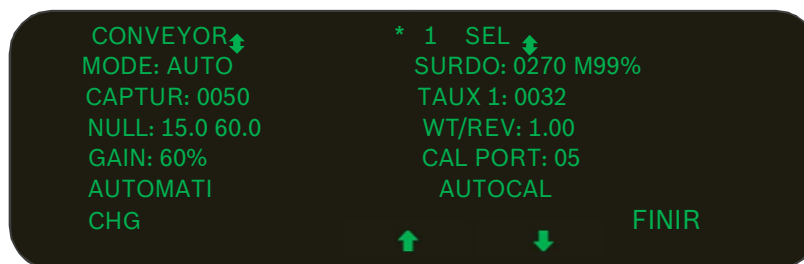 CONVEYOR * 1 SEL
MODE: AUTO SURDO: 0270 M99%
CAPTUR: 0050 TAUX 1: 0032
NULL: 15.0 60.0 WT/REV: 1.00
GAIN: 60% CAL PORT: 05
AUTOMATI AUTOCAL
CHG FINIR